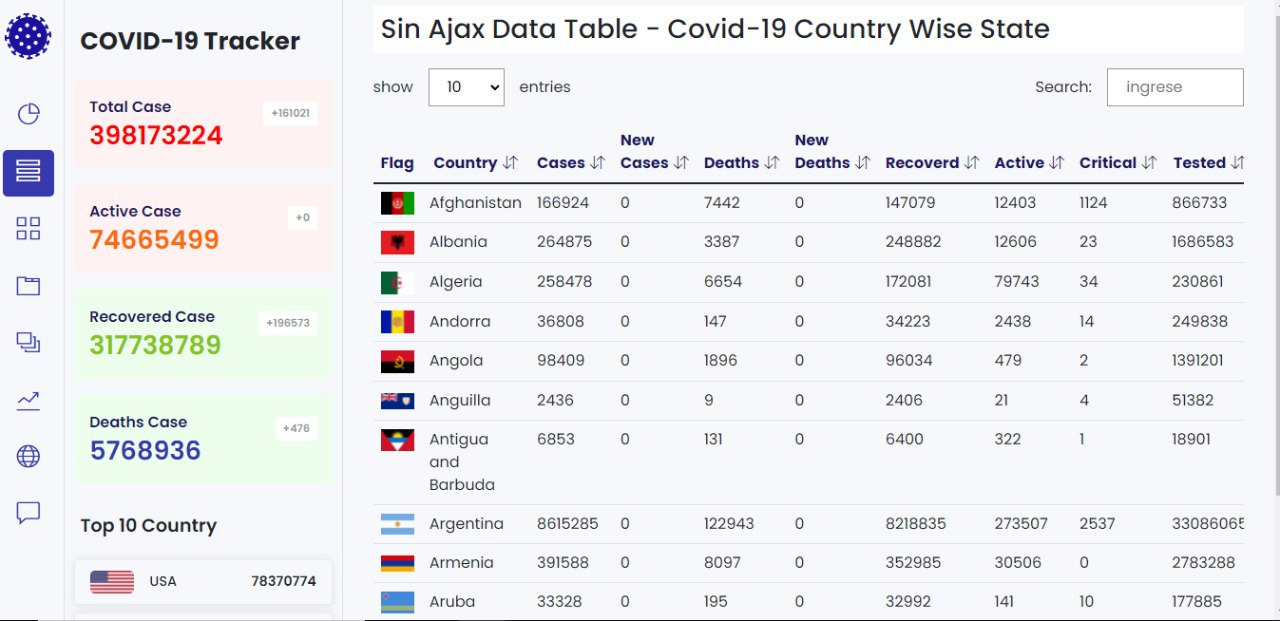 COVID-19 Tracker
Total Case
+161021
398173224
Active Case
+0
74665499
Recovered Case
+196573
317738789
Deaths Case
+476
5768936
Top 10 Country
USA 78370774
Sin Ajax Data Table - Covid-19 Country Wise State
show 10 entries Search: ingrese
Flag Country Cases New Cases Deaths New Deaths Recoverd Active Critical Tested
Afghanistan 166924 0 7442 0 147079 12403 1124 866733
Albania 264875 0 3387 0 248882 12606 23 1686583
Algeria 258478 0 6654 0 172081 79743 34 230861
Andorra 36808 0 147 0 34223 2438 14 249838
Angola 98409 0 1896 0 96034 479 2 1391201
Anguilla 2436 0 9 0 2406 21 4 51382
Antigua 6853 0 131 0 6400 322 1 18901
and
Barbuda
Argentina 8615285 0 122943 0 8218835 273507 2537 33086065
Armenia 391588 0 8097 0 352985 30506 0 2783288
Aruba 33328 0 195 0 32992 141 10 177885